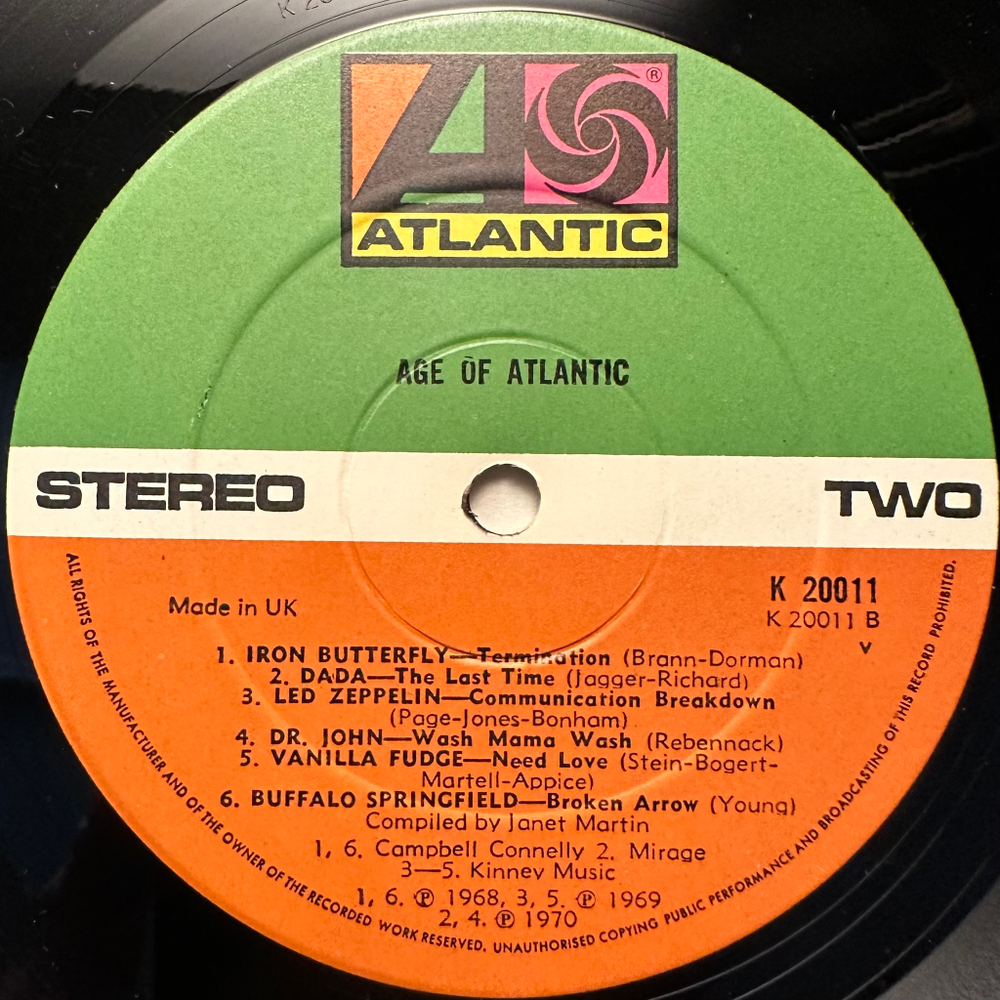 K 20
®
ATLANTIC
AGE OF ATLANTIC
STEREO
TWO
Made in UK
K 20011
K 20011 B
V
1. IRON BUTTERFLY—Termination (Brann-Dorman)
2. DADA—The Last Time (Jagger-Richard)
3. LED ZEPPELIN—Communication Breakdown
(Page-Jones-Bonham)
4. DR. JOHN—Wash Mama Wash (Rebennack)
5. VANILLA FUDGE—Need Love (Stein-Bogert-
Martell-Appice)
6. BUFFALO SPRINGFIELD—Broken Arrow (Young)
Compiled by Janet Martin
1, 6. Campbell Connelly 2. Mirage
3—5. Kinney Music
1, 6. ℗ 1968, 3, 5. ℗ 1969
2, 4. ℗ 1970
ALL RIGHTS OF THE MANUFACTURER AND OF THE OWNER OF THE RECORDED WORK RESERVED. UNAUTHORISED COPYING PUBLIC PERFORMANCE AND BROADCASTING OF THIS RECORD PROHIBITED.